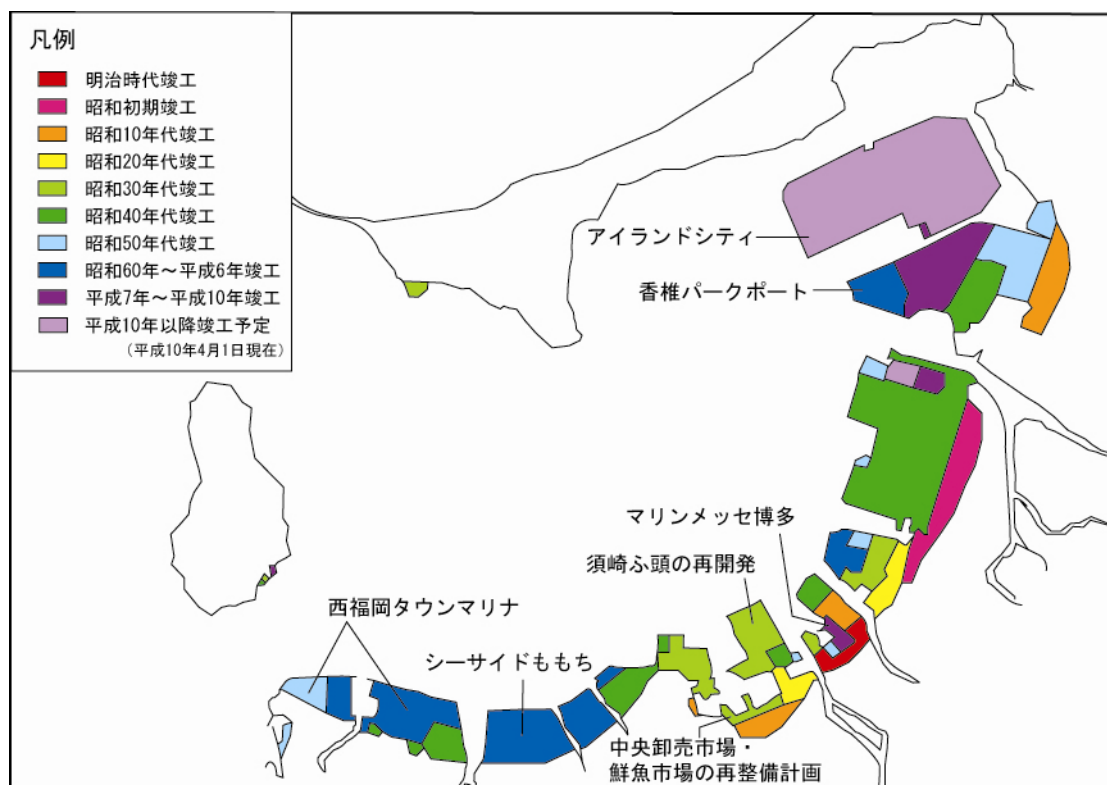 凡例
明治時代竣工
昭和初期竣工
昭和10年代竣工
昭和20年代竣工
昭和30年代竣工
昭和40年代竣工
昭和50年代竣工
昭和60年～平成6年竣工
平成7年～平成10年竣工
平成10年以降竣工予定
(平成10年4月1日現在)
アイランドシティ
香椎パークポート
マリンメッセ博多
須崎ふ頭の再開発
西福岡タウンマリナ
シーサイドももち
中央卸売市場・
鮮魚市場の再整備計画